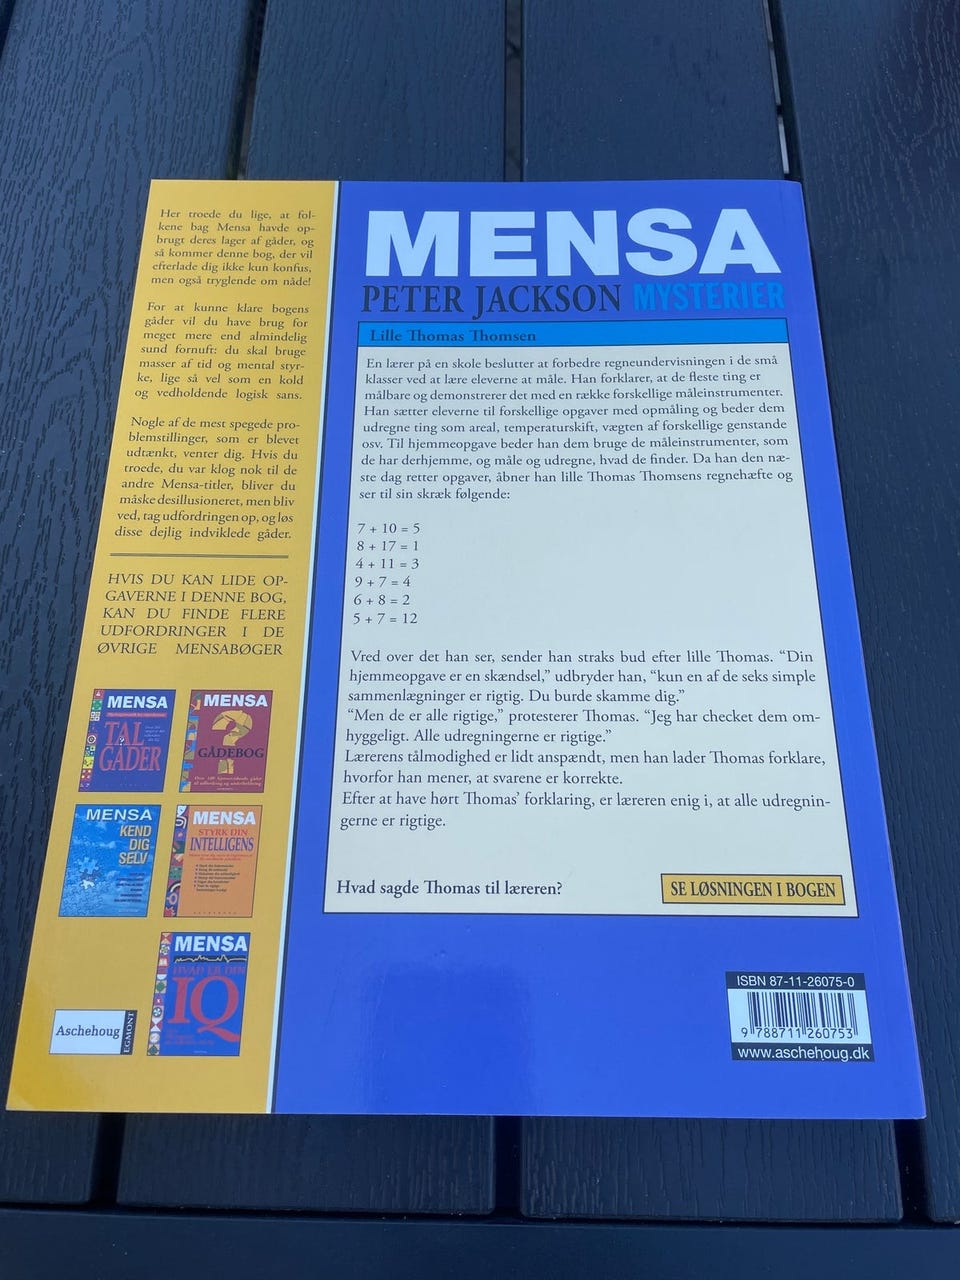 Her troede du lige, at fol-
kene bag Mensa havde op-
brugt deres lager af gåder, og
så kommer denne bog, der vil
efterlade dig ikke kun konfus,
men også tryglende om nåde!
For at kunne klare bogens
gåder vil du have brug for
meget mere end almindelig
sund fornuft: du skal bruge
masser af tid og mental styr-
ke, lige så vel som en kold
og vedholdende logisk sans.
Nogle af de mest spegede pro-
blemstillinger, som er blevet
udtænkt, venter dig. Hvis du
troede, du var klog nok til de
andre Mensa-titler, bliver du
måske desillusioneret, men bliv
ved, tag udfordringen op, og løs
disse dejlig indviklede gåder.
HVIS DU KAN LIDE OP-
GAVERNE I DENNE BOG,
KAN DU FINDE FLERE
UDFORDRINGER I DE
ØVRIGE MENSABØGER
MENSA
TAL
GÅDER
MENSA
GÅDEBOG
MENSA
KEND
DIG
SELV
MENSA
STYRK DIN
INTELLIGENS
MENSA
HVAD ER DIN
IQ
Aschehoug
EGMONT
MENSA
PETER JACKSON MYSTERIER
Lille Thomas Thomsen
En lærer på en skole beslutter at forbedre regneundervisningen i de små
klasser ved at lære eleverne at måle. Han forklarer, at de fleste ting er
målbare og demonstrerer det med en række forskellige måleinstrumenter.
Han sætter eleverne til forskellige opgaver med opmåling og beder dem
udregne ting som areal, temperaturskift, vægten af forskellige genstande
osv. Til hjemmeopgave beder han dem bruge de måleinstrumenter, som
de har derhjemme, og måle og udregne, hvad de finder. Da han den næ-
ste dag retter opgaver, åbner han lille Thomas Thomsens regnehæfte og
ser til sin skræk følgende:
7 + 10 = 5
8 + 17 = 1
4 + 11 = 3
9 + 7 = 4
6 + 8 = 2
5 + 7 = 12
Vred over det han ser, sender han straks bud efter lille Thomas. “Din
hjemmeopgave er en skændsel,” udbryder han, “kun en af de seks simple
sammenlægninger er rigtig. Du burde skamme dig.”
“Men de er alle rigtige,” protesterer Thomas. “Jeg har checket dem om-
hyggeligt. Alle udregningerne er rigtige.”
Lærerens tålmodighed er lidt anspændt, men han lader Thomas forklare,
hvorfor han mener, at svarene er korrekte.
Efter at have hørt Thomas’ forklaring, er læreren enig i, at alle udregnin-
gerne er rigtige.
Hvad sagde Thomas til læreren?
SE LØSNINGEN I BOGEN
ISBN 87-11-26075-0
9 788711 260753
www.aschehoug.dk